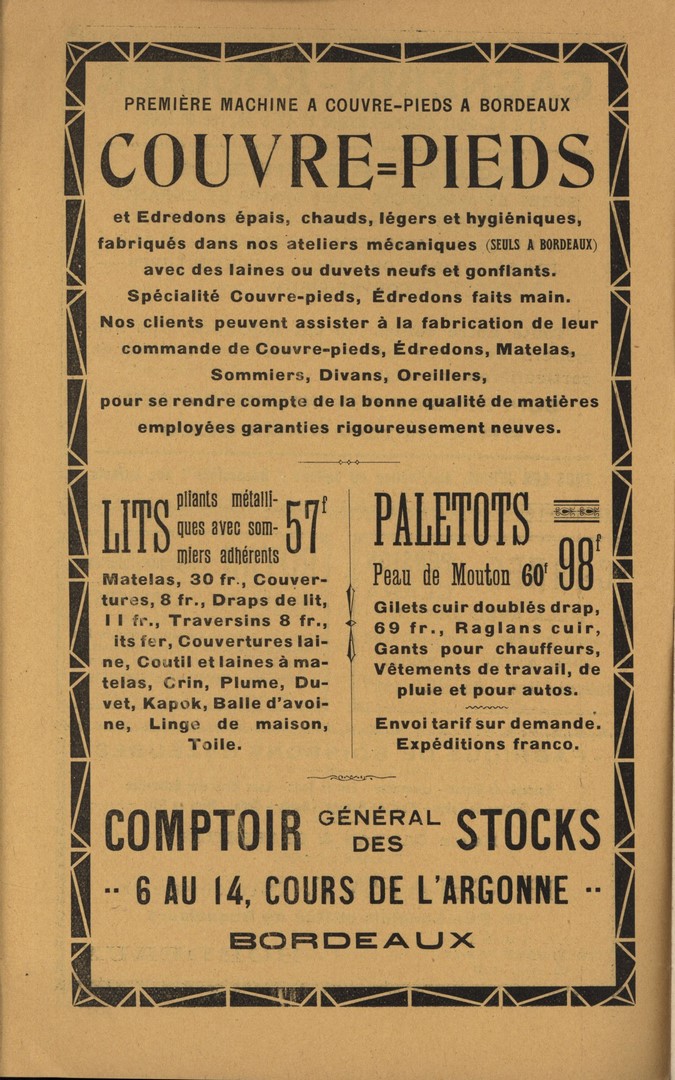 PREMIÈRE MACHINE A COUVRE-PIEDS A BORDEAUX
COUVRE=PIEDS
et Edredons épais, chauds, légers et hygiéniques,
fabriqués dans nos ateliers mécaniques (SEULS A BORDEAUX)
avec des laines ou duvets neufs et gonflants.
Spécialité Couvre-pieds, Édredons faits main.
Nos clients peuvent assister à la fabrication de leur
commande de Couvre-pieds, Édredons, Matelas,
Sommiers, Divans, Oreillers,
pour se rendre compte de la bonne qualité de matières
employées garanties rigoureusement neuves.
LITS pliants métalli-
ques avec som-
miers adhérents
57f
Matelas, 30 fr., Couver-
tures, 8 fr., Draps de lit,
11 fr., Traversins 8 fr.,
its fer, Couvertures lai-
ne, Coutil et laines à ma-
telas, Crin, Plume, Du-
vet, Kapok, Balle d'avoi-
ne, Linge de maison,
Toile.
PALETOTS
Peau de Mouton 60f 98f
Gilets cuir doublés drap,
69 fr., Raglans cuir,
Gants pour chauffeurs,
Vêtements de travail, de
pluie et pour autos.
Envoi tarif sur demande.
Expéditions franco.
COMPTOIR GÉNÉRAL DES STOCKS
·· 6 AU 14, COURS DE L'ARGONNE ··
BORDEAUX